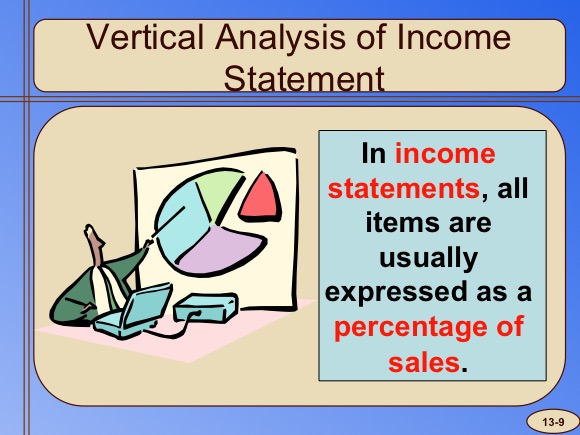 Vertical Analysis of Income
Statement
In income
statements, all
items are
usually
expressed as a
percentage of
sales.
13-9